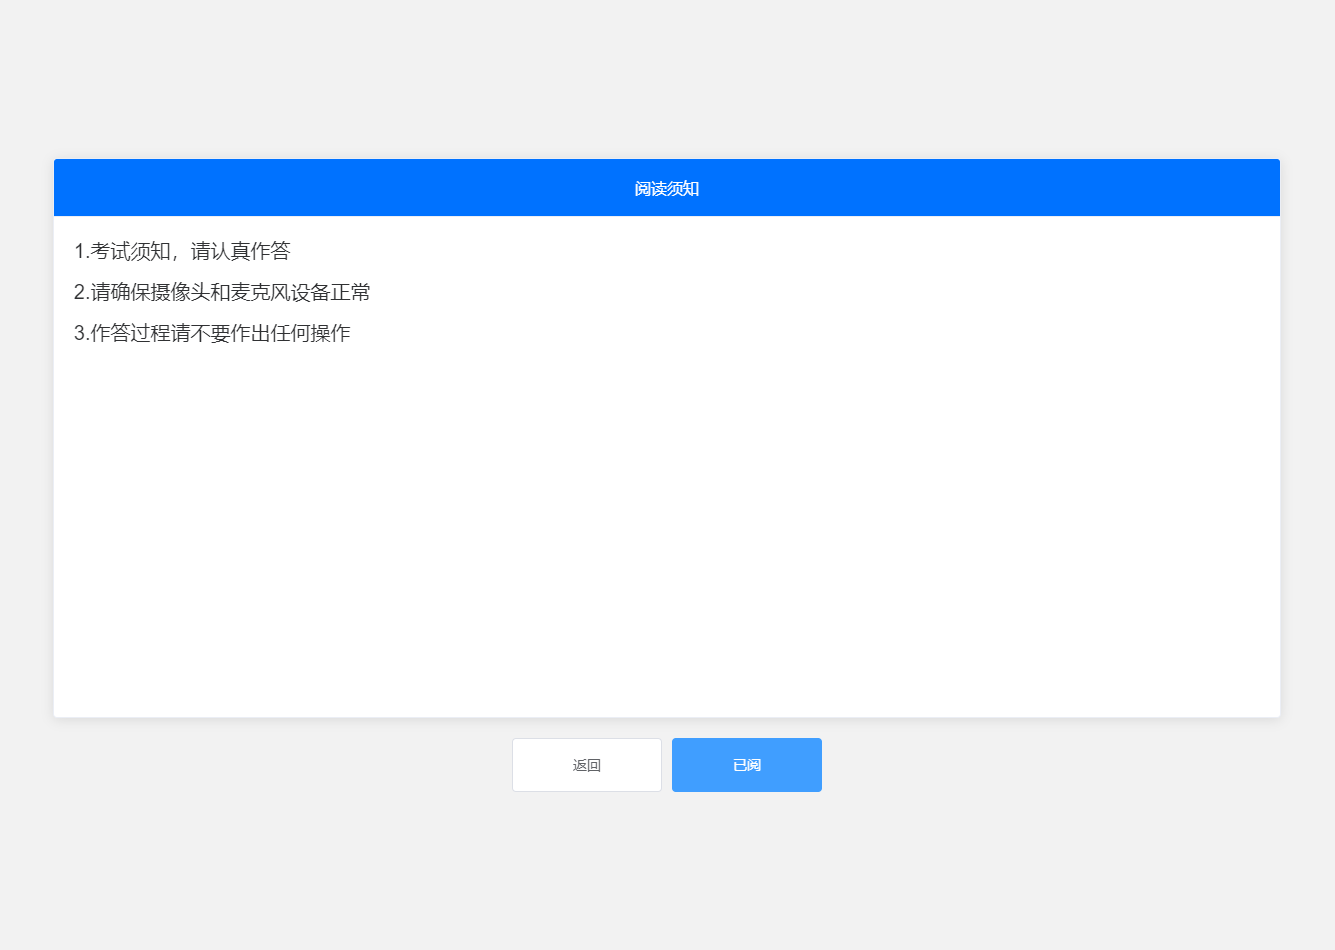 阅读须知
1.考试须知，请认真作答
2.请确保摄像头和麦克风设备正常
3.作答过程请不要作出任何操作
返回
已阅